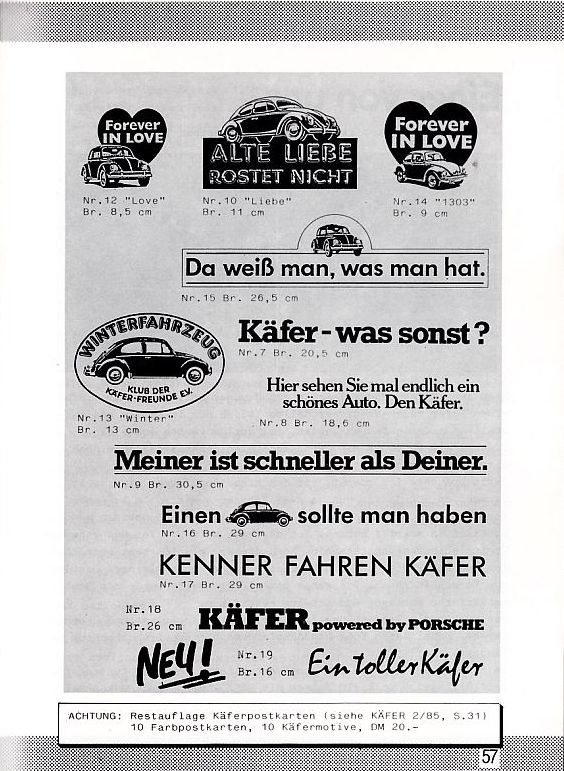 Forever
IN LOVE
Nr.12 "Love"
Br. 8,5 cm
ALTE LIEBE
ROSTET NICHT
Nr.10 "Liebe"
Br. 11 cm
Forever
IN LOVE
Nr.14 "1303"
Br. 9 cm
Da weiß man, was man hat.
Nr.15 Br. 26,5 cm
WINTERFAHRZEUG
KLUB DER
KÄFER-FREUNDE EV.
Nr.13 "Winter"
Br. 13 cm
Käfer - was sonst?
Nr.7 Br. 20,5 cm
Hier sehen Sie mal endlich ein
schönes Auto. Den Käfer.
Nr.8 Br. 18,6 cm
Meiner ist schneller als Deiner.
Nr.9 Br. 30,5 cm
Einen sollte man haben
Nr.16 Br. 29 cm
KENNER FAHREN KÄFER
Nr.17 Br. 29 cm
Nr.18
Br.26 cm
KÄFER powered by PORSCHE
NEU!
Nr.19
Br.16 cm
Ein toller Käfer
ACHTUNG: Restauflage Käferpostkarten (siehe KÄFER 2/85, S.31)
10 Farbpostkarten, 10 Käfermotive, DM 20.-
57